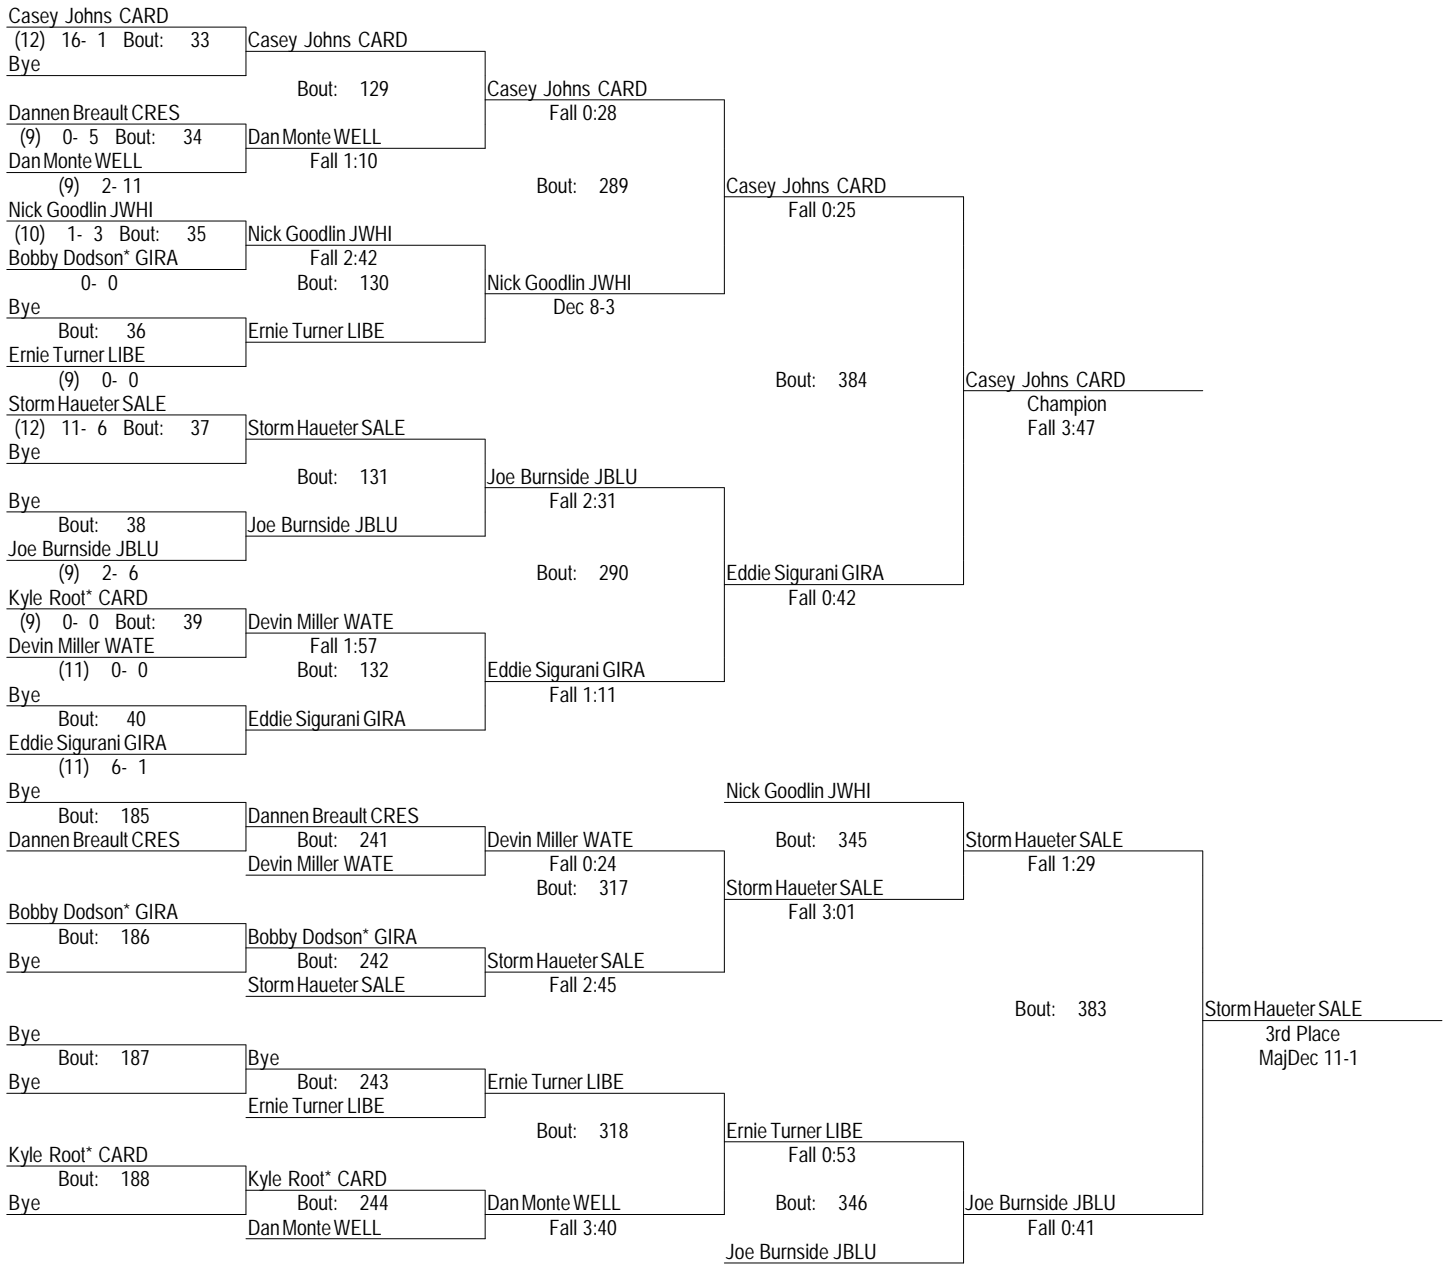 Casey Johns CARD
(12) 16- 1 Bout: 33 Casey Johns CARD
Bye
Bout: 129 Casey Johns CARD
Dannen Breault CRES Fall 0:28
(9) 0- 5 Bout: 34 Dan Monte WELL
Dan Monte WELL Fall 1:10
(9) 2- 11 Bout: 289 Casey Johns CARD
Nick Goodlin JWHI Fall 0:25
(10) 1- 3 Bout: 35 Nick Goodlin JWHI
Bobby Dodson* GIRA Fall 2:42
0- 0 Bout: 130 Nick Goodlin JWHI
Bye Dec 8-3
Bout: 36 Ernie Turner LIBE
Ernie Turner LIBE
(9) 0- 0 Bout: 384 Casey Johns CARD
Storm Haueter SALE Champion
(12) 11- 6 Bout: 37 Storm Haueter SALE Fall 3:47
Bye
Bout: 131 Joe Burnside JBLU
Bye Fall 2:31
Bout: 38 Joe Burnside JBLU
Joe Burnside JBLU
(9) 2- 6 Bout: 290 Eddie Sigurani GIRA
Kyle Root* CARD Fall 0:42
(9) 0- 0 Bout: 39 Devin Miller WATE
Devin Miller WATE Fall 1:57
(11) 0- 0 Bout: 132 Eddie Sigurani GIRA
Bye Fall 1:11
Bout: 40 Eddie Sigurani GIRA
Eddie Sigurani GIRA
(11) 6- 1
Bye Nick Goodlin JWHI
Bout: 185 Dannen Breault CRES
Dannen Breault CRES Bout: 241 Devin Miller WATE Bout: 345 Storm Haueter SALE
Devin Miller WATE Fall 0:24 Fall 1:29
Bout: 317 Storm Haueter SALE
Bobby Dodson* GIRA Fall 3:01
Bout: 186 Bobby Dodson* GIRA
Bye Bout: 242 Storm Haueter SALE
Storm Haueter SALE Fall 2:45
Bout: 383 Storm Haueter SALE
Bye 3rd Place
Bout: 187 Bye MajDec 11-1
Bye Bout: 243 Ernie Turner LIBE
Ernie Turner LIBE
Bout: 318 Ernie Turner LIBE
Kyle Root* CARD Fall 0:53
Bout: 188 Kyle Root* CARD
Bye Bout: 244 Dan Monte WELL Bout: 346 Joe Burnside JBLU
Dan Monte WELL Fall 3:40 Fall 0:41
Joe Burnside JBLU